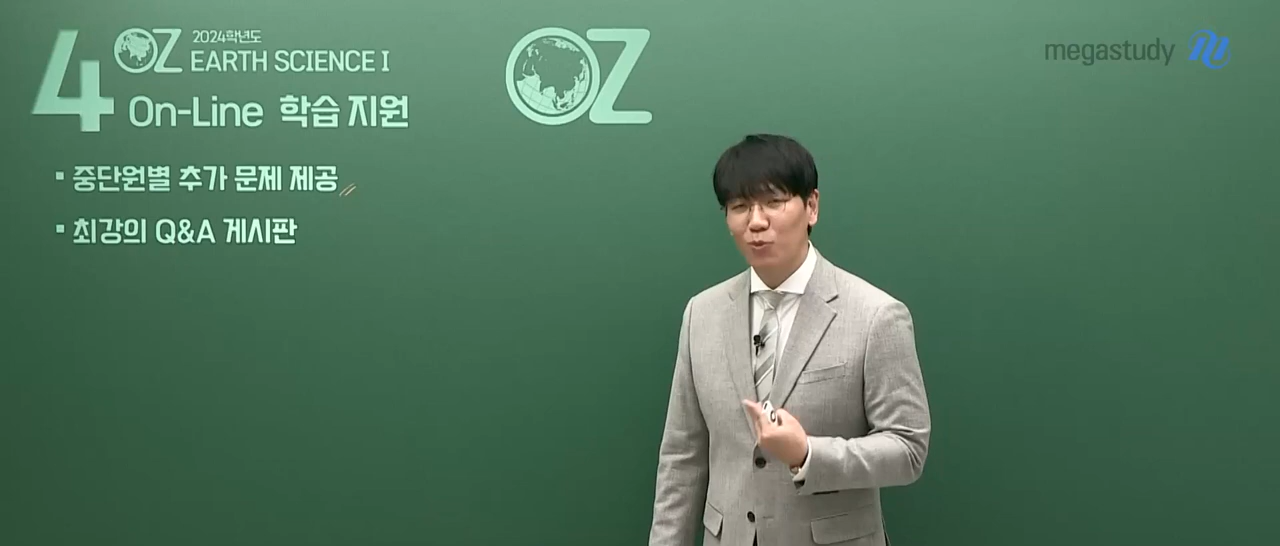 4
OZ 2024학년도
EARTH SCIENCE I
On-Line 학습 지원
▪ 중단원별 추가 문제 제공
▪ 최강의 Q&A 게시판
OZ
megastudy